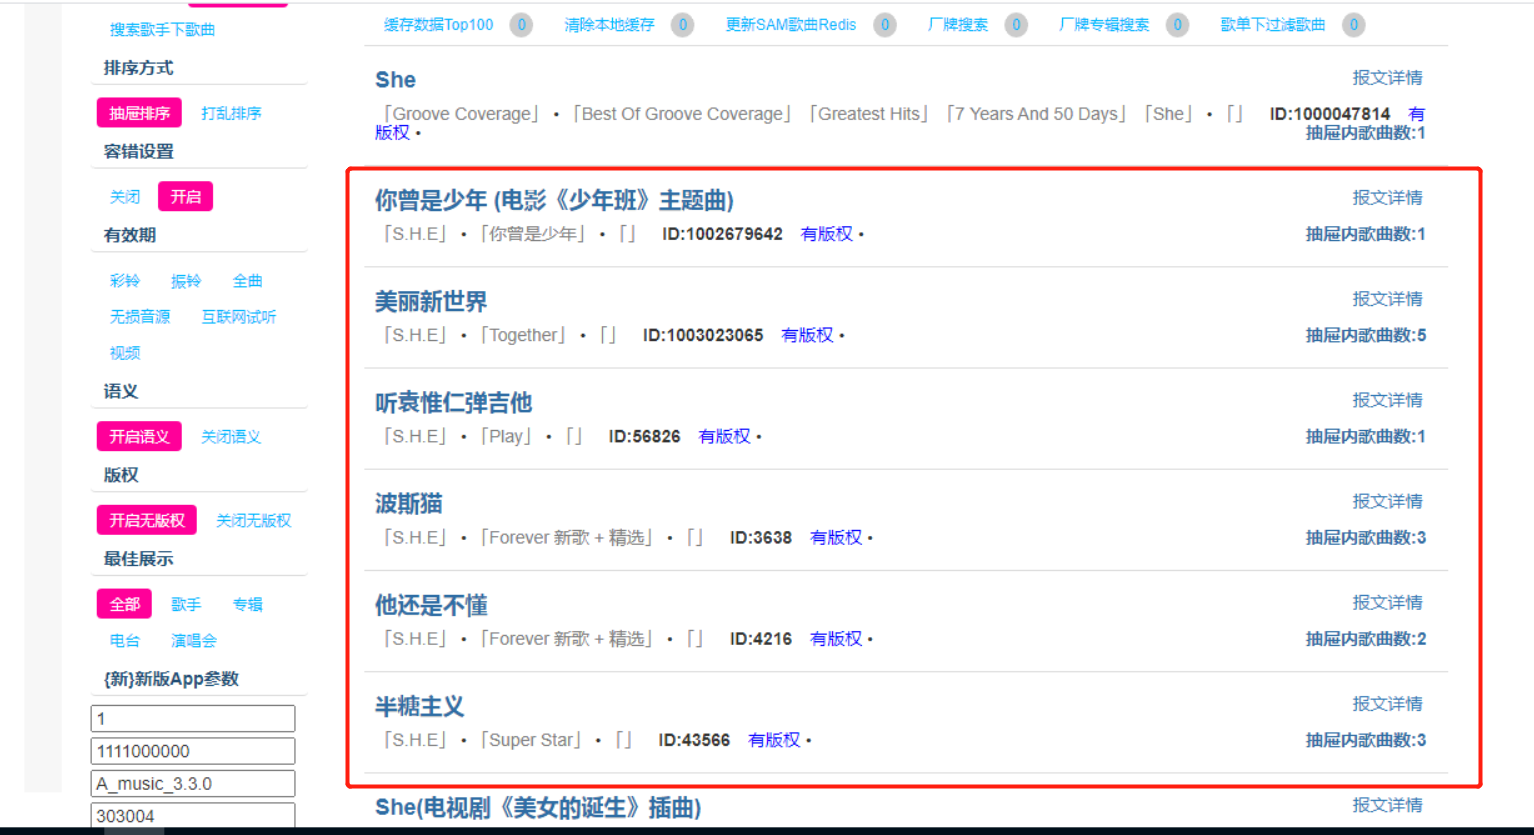 搜索歌手下歌曲
排序方式
抽屉排序 打乱排序
容错设置
关闭 开启
有效期
彩铃 振铃 全曲
无损音源 互联网试听
视频
语义
开启语义 关闭语义
版权
开启无版权 关闭无版权
最佳展示
全部 歌手 专辑
电台 演唱会
{新}新版App参数
1
1111000000
A_music_3.3.0
303004
缓存数据Top100 0 清除本地缓存 0 更新SAM歌曲Redis 0 厂牌搜索 0 厂牌专辑搜索 0 歌单下过滤歌曲 0
She 报文详情
「Groove Coverage」 • 「Best Of Groove Coverage」「Greatest Hits」「7 Years And 50 Days」「She」 • 「」 ID:1000047814 有
版权 • 抽屉内歌曲数:1
你曾是少年 (电影《少年班》主题曲) 报文详情
「S.H.E」 • 「你曾是少年」 • 「」 ID:1002679642 有版权 • 抽屉内歌曲数:1
美丽新世界 报文详情
「S.H.E」 • 「Together」 • 「」 ID:1003023065 有版权 • 抽屉内歌曲数:5
听袁惟仁弹吉他 报文详情
「S.H.E」 • 「Play」 • 「」 ID:56826 有版权 • 抽屉内歌曲数:1
波斯猫 报文详情
「S.H.E」 • 「Forever 新歌 + 精选」 • 「」 ID:3638 有版权 • 抽屉内歌曲数:3
他还是不懂 报文详情
「S.H.E」 • 「Forever 新歌 + 精选」 • 「」 ID:4216 有版权 • 抽屉内歌曲数:2
半糖主义 报文详情
「S.H.E」 • 「Super Star」 • 「」 ID:43566 有版权 • 抽屉内歌曲数:3
She(电视剧《美女的诞生》插曲) 报文详情